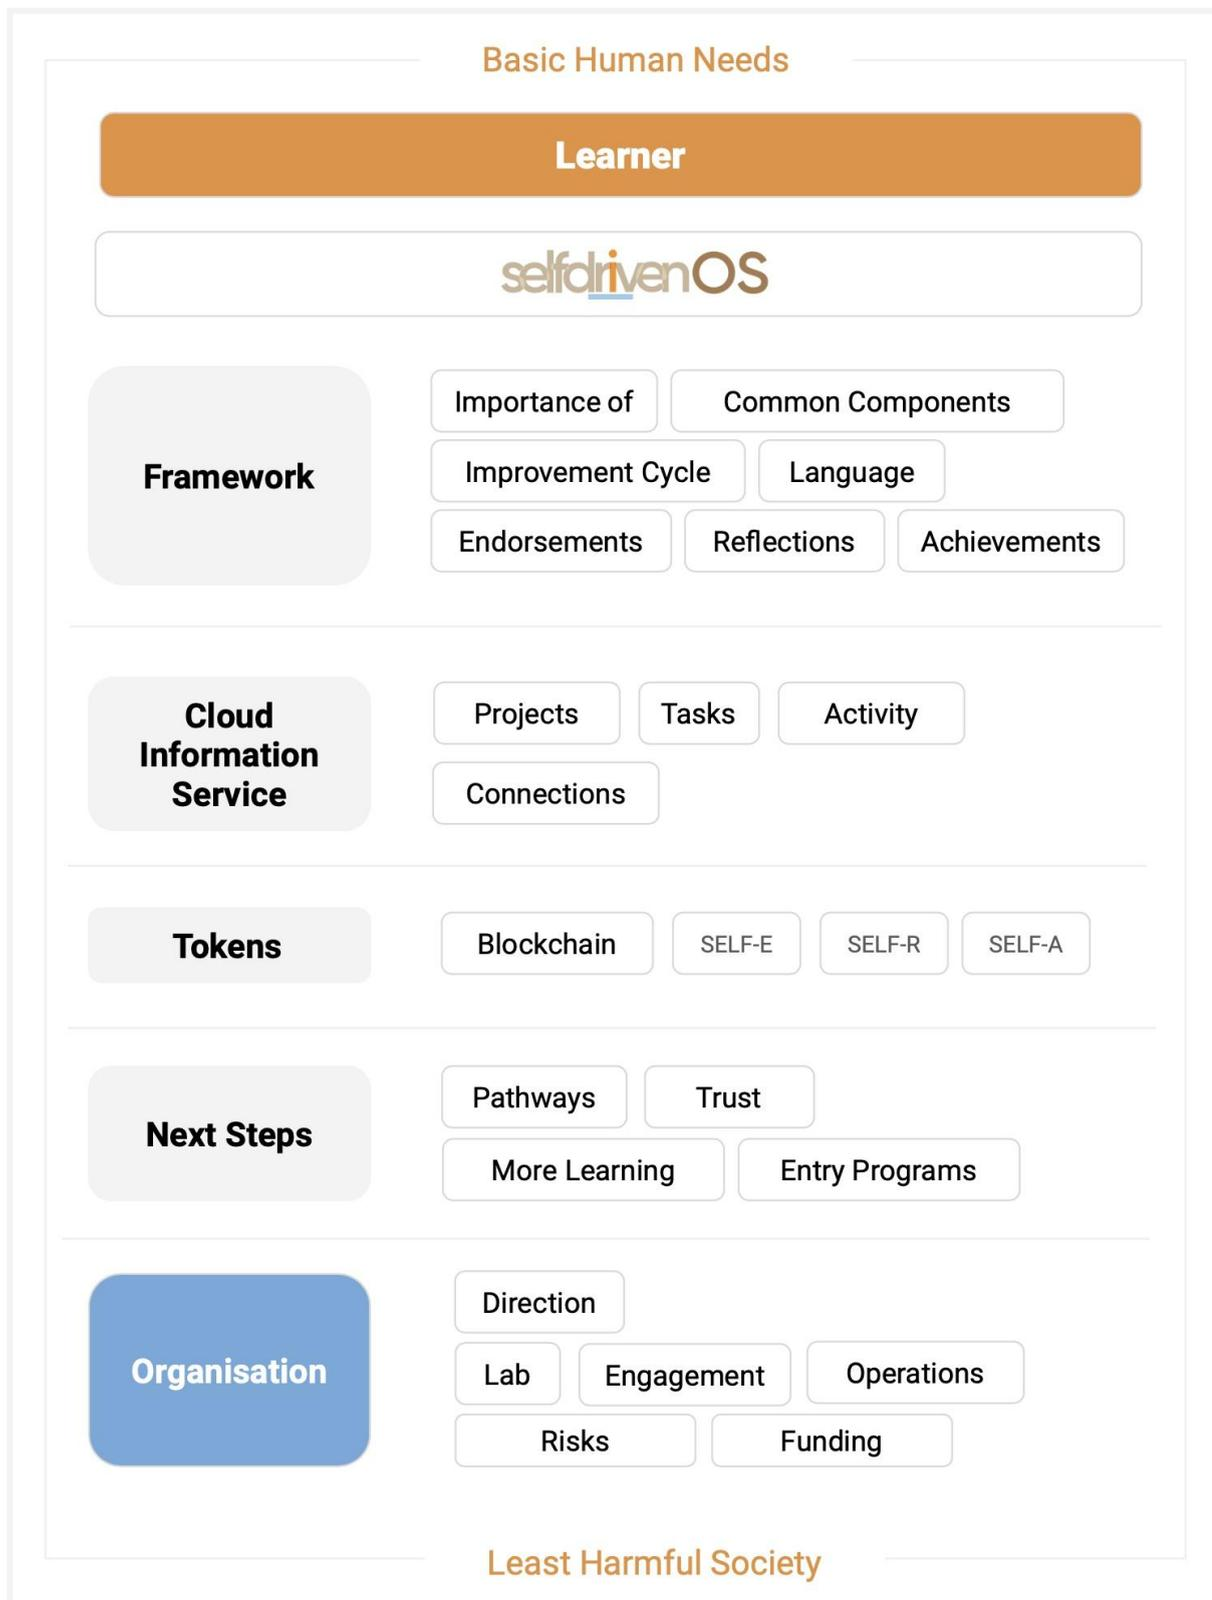 Basic Human Needs
Learner
selfdrivenOS
Framework
Importance of
Common Components
Improvement Cycle
Language
Endorsements
Reflections
Achievements
Cloud
Information
Service
Projects
Tasks
Activity
Connections
Tokens
Blockchain
SELF-E
SELF-R
SELF-A
Next Steps
Pathways
Trust
More Learning
Entry Programs
Organisation
Direction
Lab
Engagement
Operations
Risks
Funding
Least Harmful Society